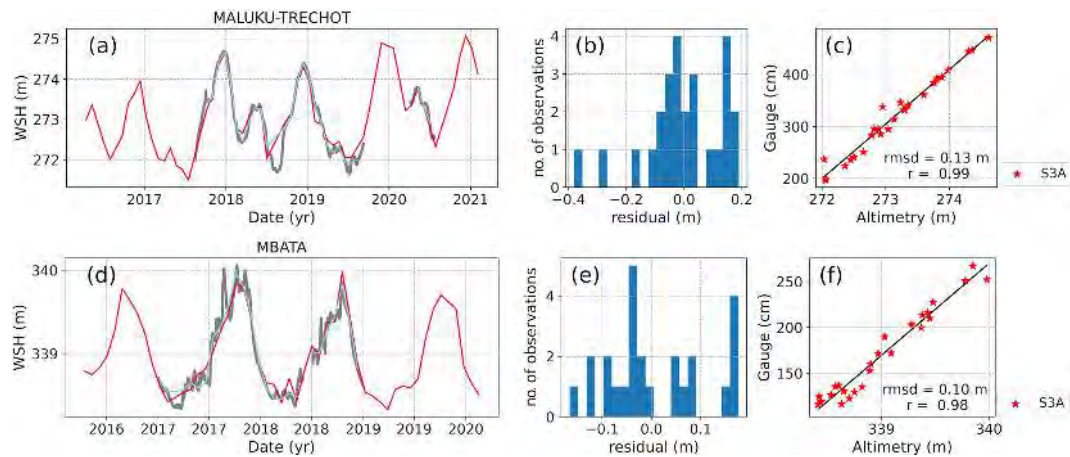 MALUKU-TRECHOT
(a)
WSH (m)
275
274
273
272
2017 2018 2019 2020 2021
Date (yr)
(b)
no. of observations
4
3
2
1
0
−0.4 −0.2 0.0 0.2
residual (m)
(c)
Gauge (cm)
400
300
200
rmsd = 0.13 m
r = 0.99
272 273 274
Altimetry (m)
S3A
MBATA
(d)
WSH (m)
340
339
2016 2016 2017 2017 2018 2018 2019 2019 2020
Date (yr)
(e)
no. of observations
4
2
0
−0.1 0.0 0.1
residual (m)
(f)
Gauge (cm)
250
200
150
rmsd = 0.10 m
r = 0.98
339 340
Altimetry (m)
S3A